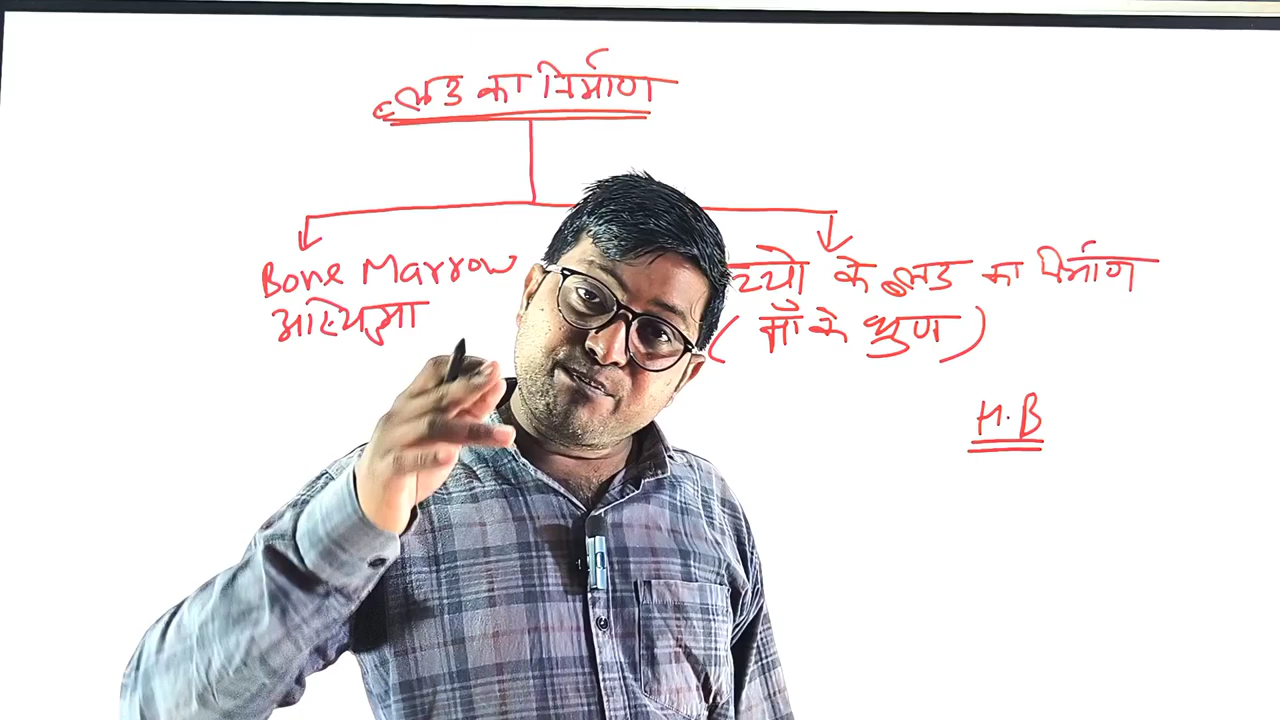 ब्लड का निर्माण
Bone Marrow
अस्थिमज्जा
के ब्लड का निर्माण
( माँ के भ्रुण )
H.B